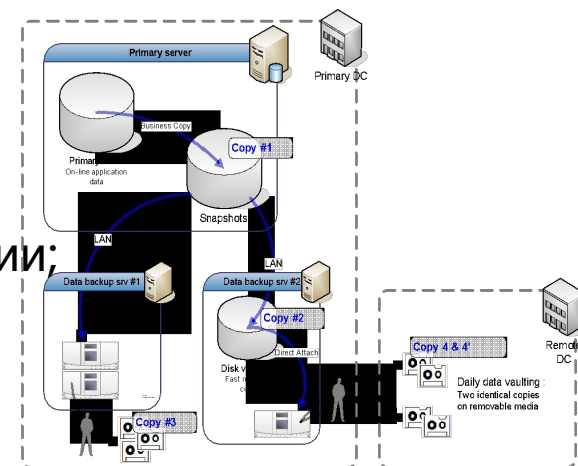 Primary server
Primary DC
Business Copy
Copy #1
On-line application
data
Snapshots
LAN
ии;
LAN
Data backup srv #1
Data backup srv #2
Copy #2
Direct Attach
Copy 4 & 4'
Remote
DC
Daily data vaulting :
Two identical copies
on removable media
Copy #3